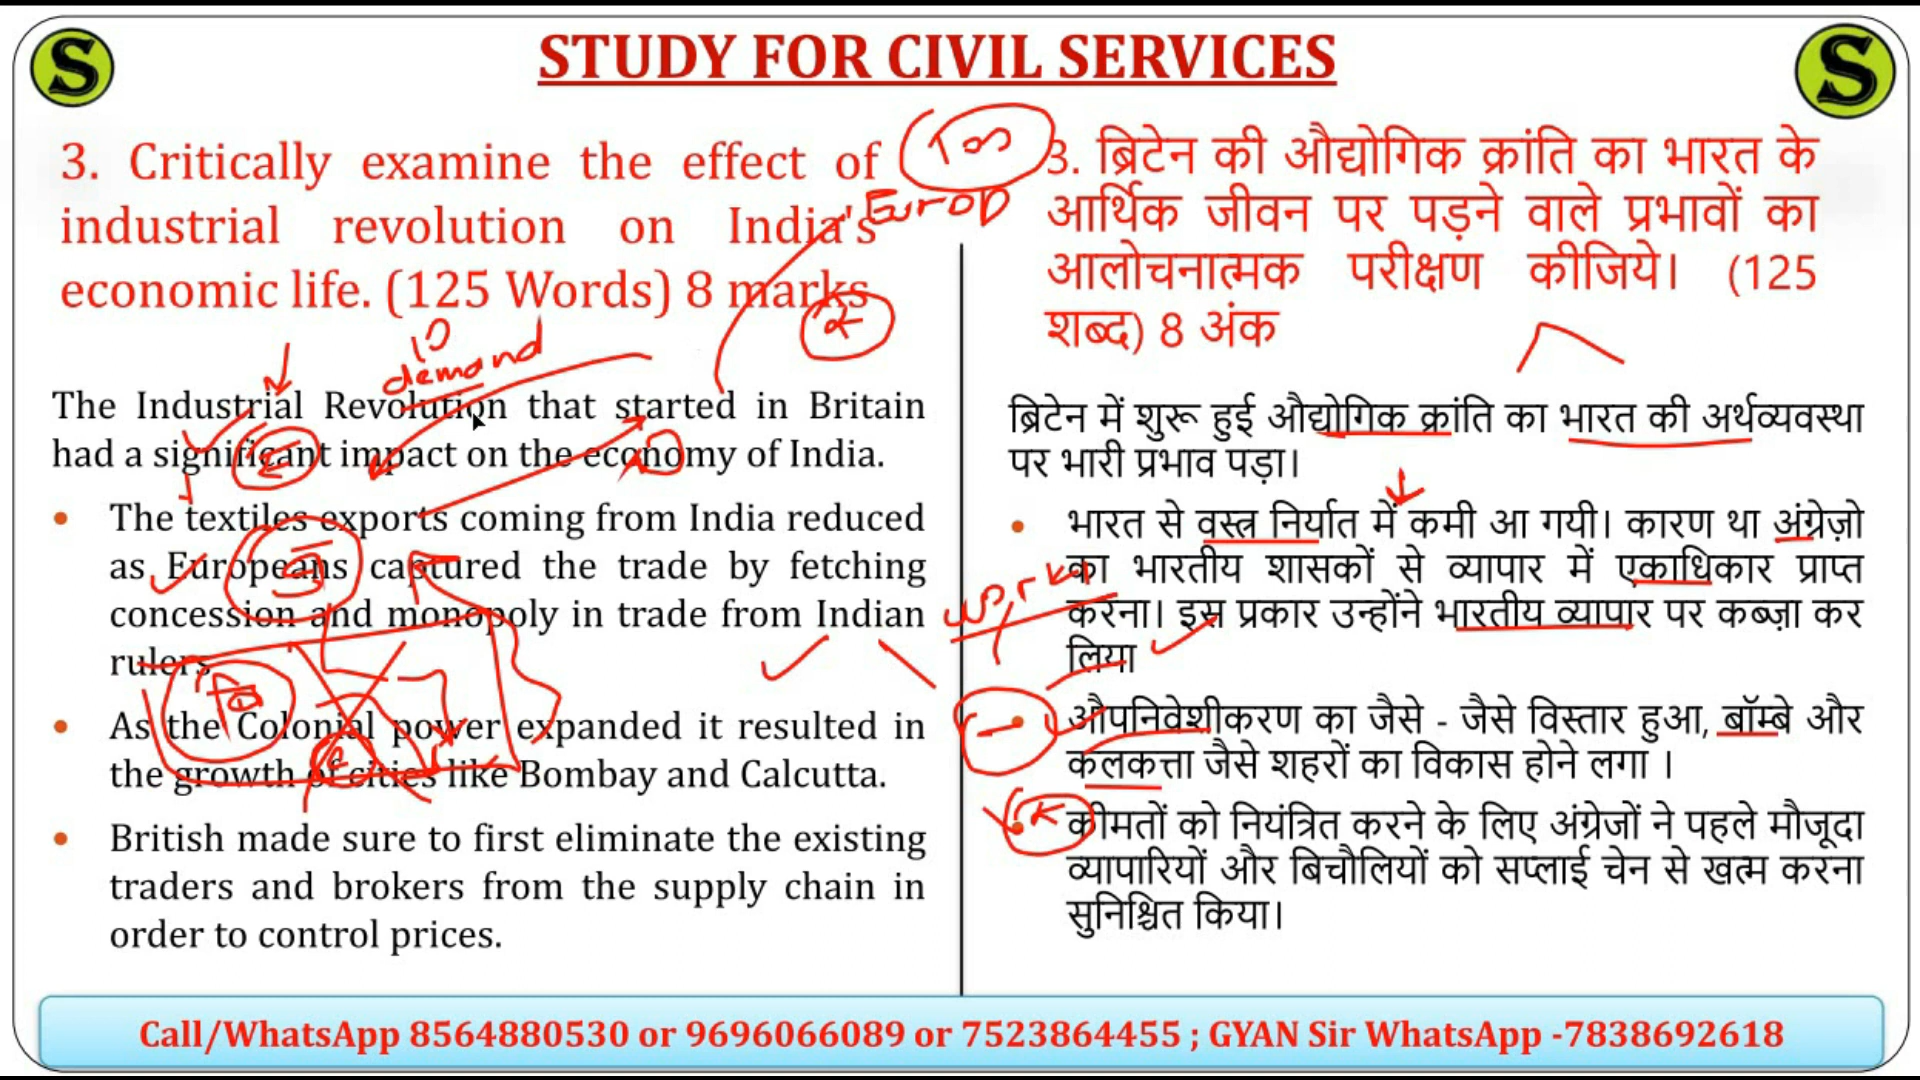 S
STUDY FOR CIVIL SERVICES
S
3. Critically examine the effect of
industrial revolution on India's
economic life. (125 Words) 8 marks
Europ
demand
The Industrial Revolution that started in Britain
had a significant impact on the economy of India.
• The textiles exports coming from India reduced
as Europeans captured the trade by fetching
concession and monopoly in trade from Indian
rulers
• As the Colonial power expanded it resulted in
the growth of cities like Bombay and Calcutta.
• British made sure to first eliminate the existing
traders and brokers from the supply chain in
order to control prices.
3. ब्रिटेन की औद्योगिक क्रांति का भारत के
आर्थिक जीवन पर पड़ने वाले प्रभावों का
आलोचनात्मक परीक्षण कीजिये। (125
शब्द) 8 अंक
ब्रिटेन में शुरू हुई औद्योगिक क्रांति का भारत की अर्थव्यवस्था
पर भारी प्रभाव पड़ा।
• भारत से वस्त्र निर्यात में कमी आ गयी। कारण था अंग्रेज़ो
का भारतीय शासकों से व्यापार में एकाधिकार प्राप्त
करना। इस प्रकार उन्होंने भारतीय व्यापार पर कब्ज़ा कर
लिया
• औपनिवेशीकरण का जैसे - जैसे विस्तार हुआ, बॉम्बे और
कलकत्ता जैसे शहरों का विकास होने लगा ।
• कीमतों को नियंत्रित करने के लिए अंग्रेजों ने पहले मौजूदा
व्यापारियों और बिचौलियों को सप्लाई चेन से खत्म करना
सुनिश्चित किया।
Call/WhatsApp 8564880530 or 9696066089 or 7523864455 ; GYAN Sir WhatsApp -7838692618